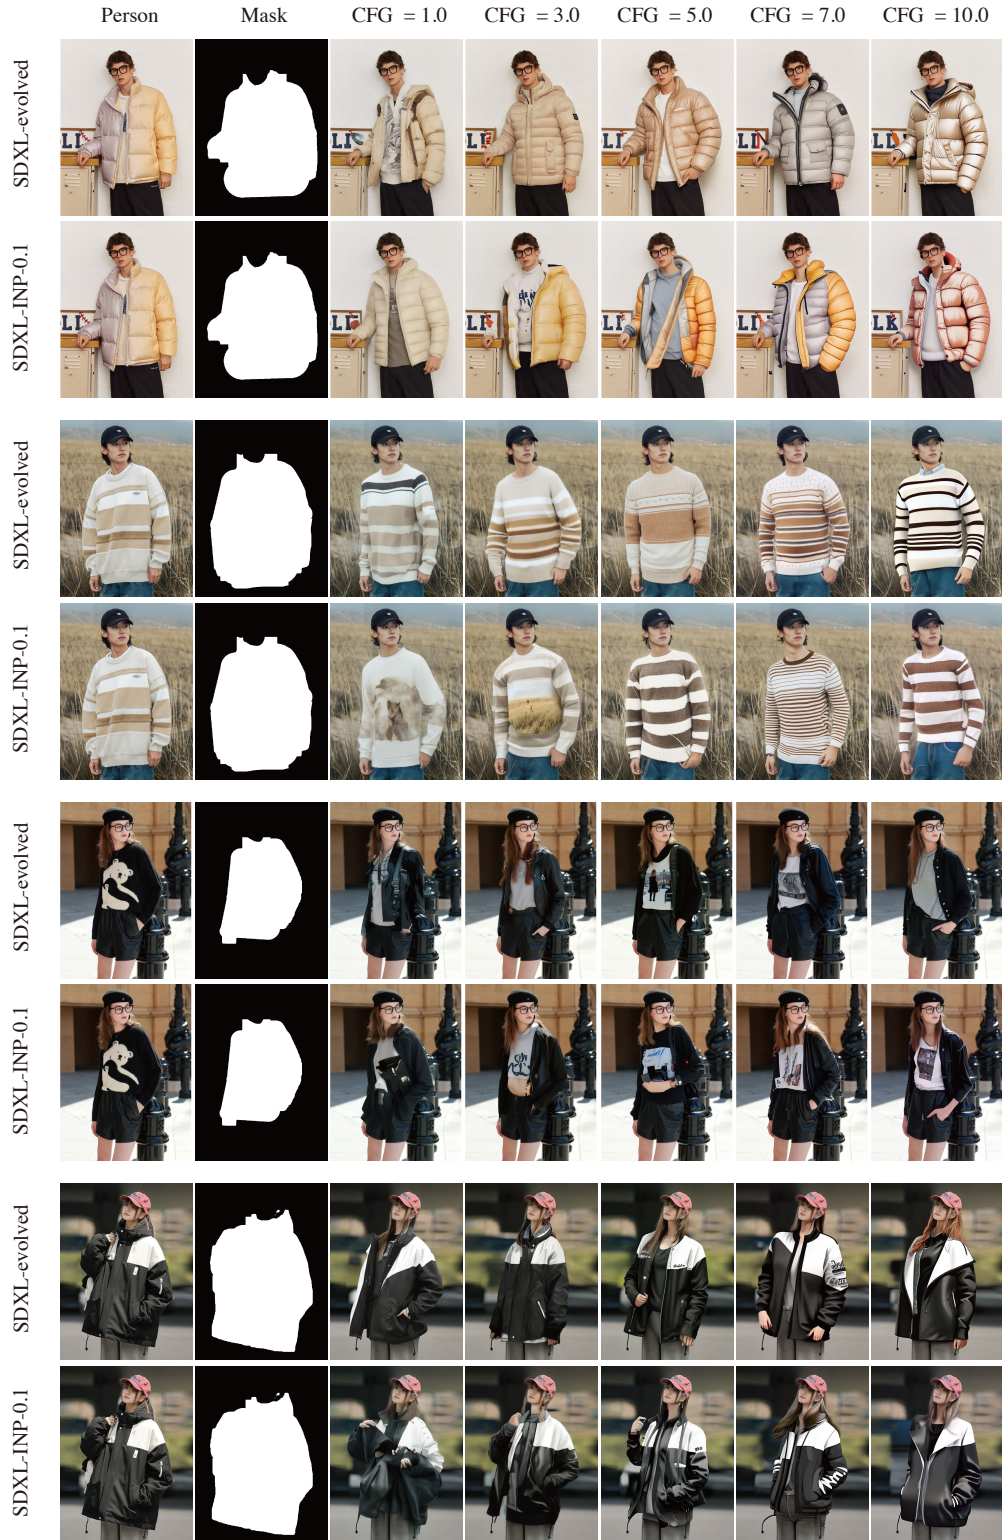 Person Mask CFG = 1.0 CFG = 3.0 CFG = 5.0 CFG = 7.0 CFG = 10.0
SDXL-evolved
SDXL-INP-0.1
SDXL-evolved
SDXL-INP-0.1
SDXL-evolved
SDXL-INP-0.1
SDXL-evolved
SDXL-INP-0.1